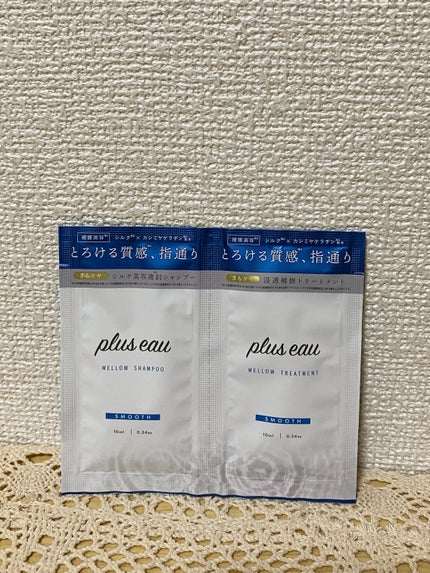 補修美容
シルク × カシミヤケラチン
とろける質感、指通り
さらツヤ
シルク美容液 シャンプー
plus eau
MELLOW SHAMPOO
SMOOTH
10ml | 0.34oz
補修美容
シルク × カシミヤケラチン
とろける質感、指通り
さらツヤ
浸透補修トリートメント
plus eau
MELLOW TREATMENT
SMOOTH
10ml | 0.34oz